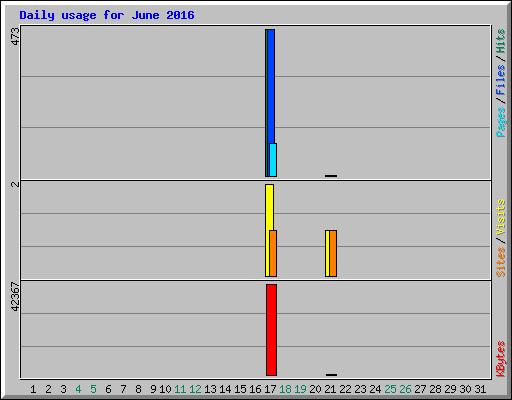 Daily usage for June 2016
473
Pages / Files / Hits
2
Sites / Visits
42367
KBytes
1 2 3 4 5 6 7 8 9 10 11 12 13 14 15 16 17 18 19 20 21 22 23 24 25 26 27 28 29 30 31